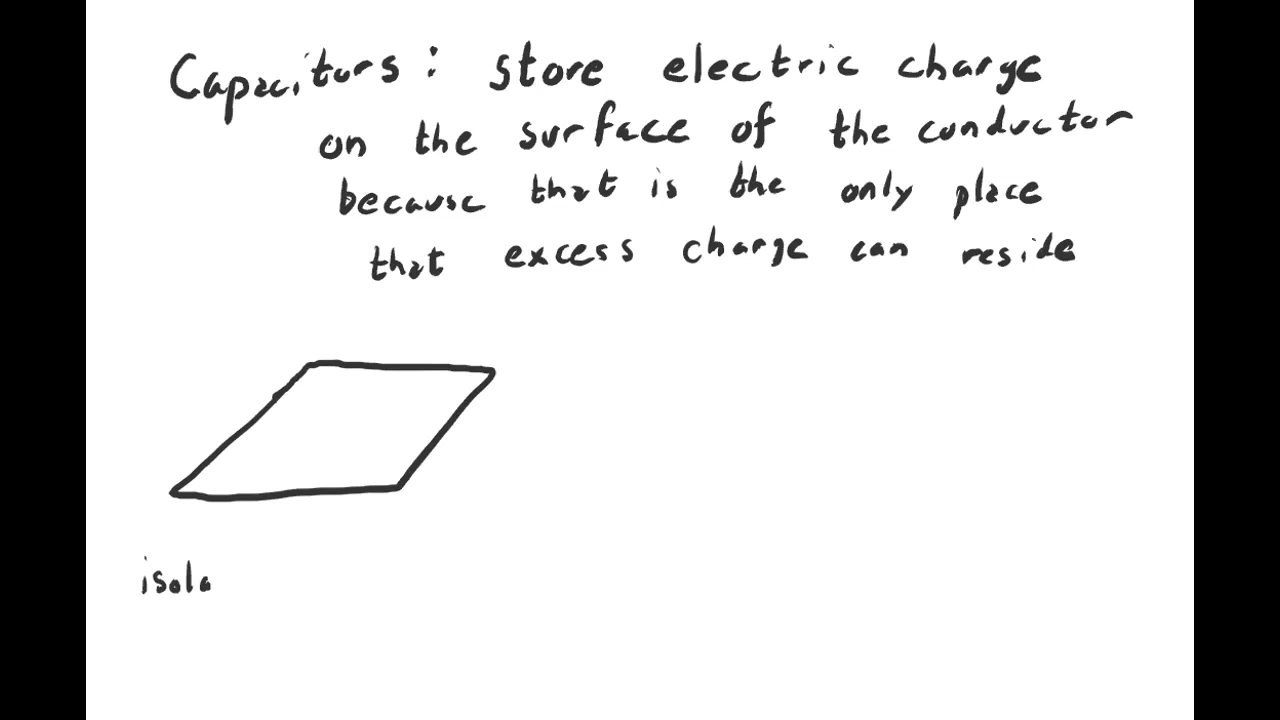 Capacitors: store electric charge
on the surface of the conductor
because that is the only place
that excess charge can reside
isola